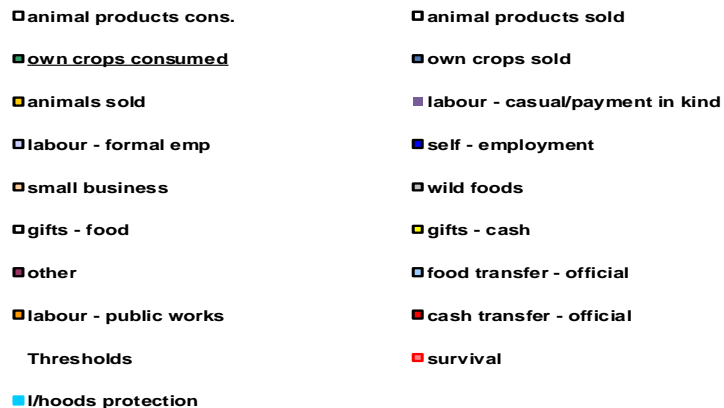 animal products cons.
animal products sold
own crops consumed
own crops sold
animals sold
labour - casual/payment in kind
labour - formal emp
self - employment
small business
wild foods
gifts - food
gifts - cash
other
food transfer - official
labour - public works
cash transfer - official
Thresholds
survival
l/hoods protection